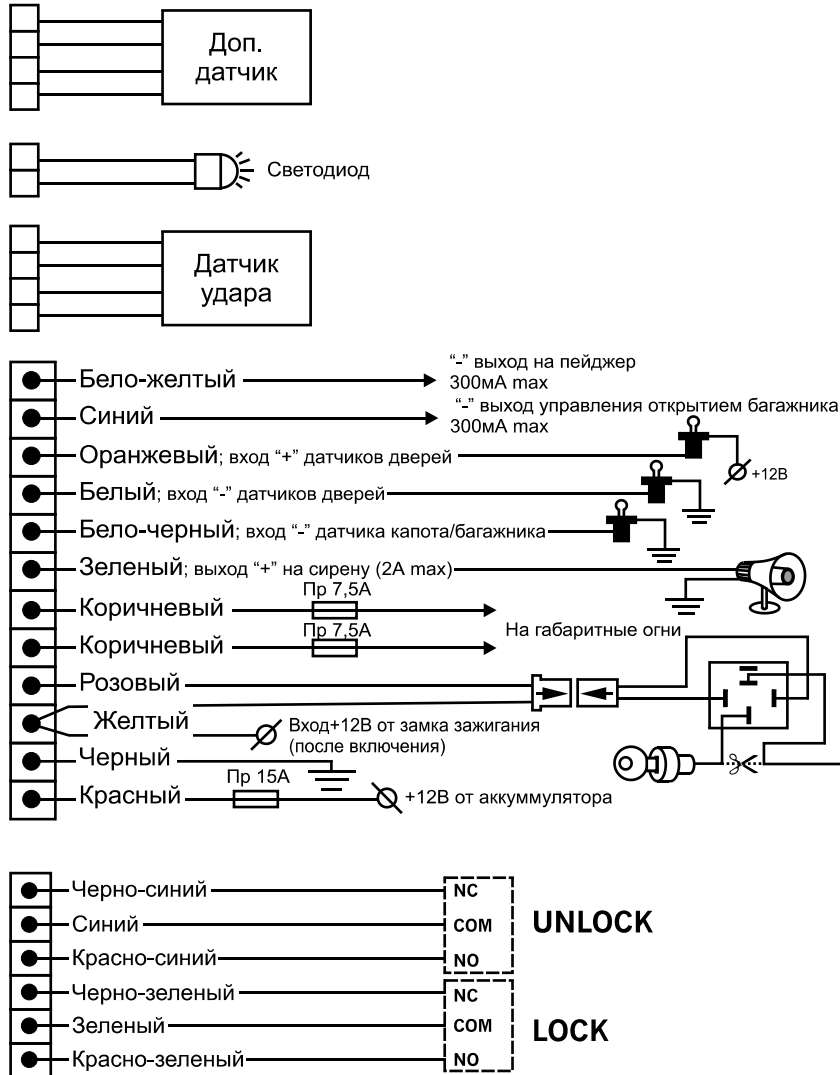 Доп.
датчик
Светодиод
Датчик
удара
Бело-желтый
“-” выход на пейджер
300мА max
Синий
“-” выход управления открытием багажника
300мА max
Оранжевый; вход “+” датчиков дверей
+12В
Белый; вход “-” датчиков дверей
Бело-черный; вход “-” датчика капота/багажника
Зеленый; выход “+” на сирену (2А max)
Коричневый
Пр 7,5А
Коричневый
Пр 7,5А
На габаритные огни
Розовый
Желтый
Вход+12В от замка зажигания
(после включения)
Черный
Красный
Пр 15А
+12В от аккуммулятора
Черно-синий
NC
Синий
COM
UNLOCK
Красно-синий
NO
Черно-зеленый
NC
Зеленый
COM
LOCK
Красно-зеленый
NO